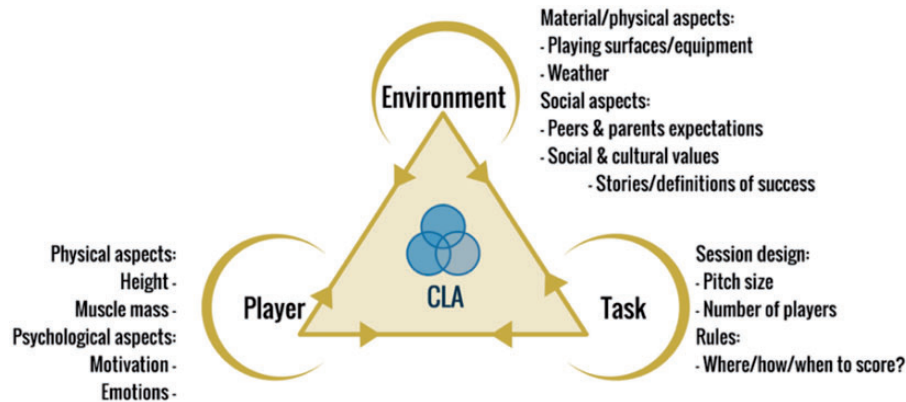 Material/physical aspects:
- Playing surfaces/equipment
- Weather
Social aspects:
- Peers & parents expectations
- Social & cultural values
- Stories/definitions of success
Environment
CLA
Physical aspects:
Height -
Muscle mass -
Psychological aspects:
Motivation -
Emotions -
Player
Task
Session design:
- Pitch size
- Number of players
Rules:
- Where/how/when to score?